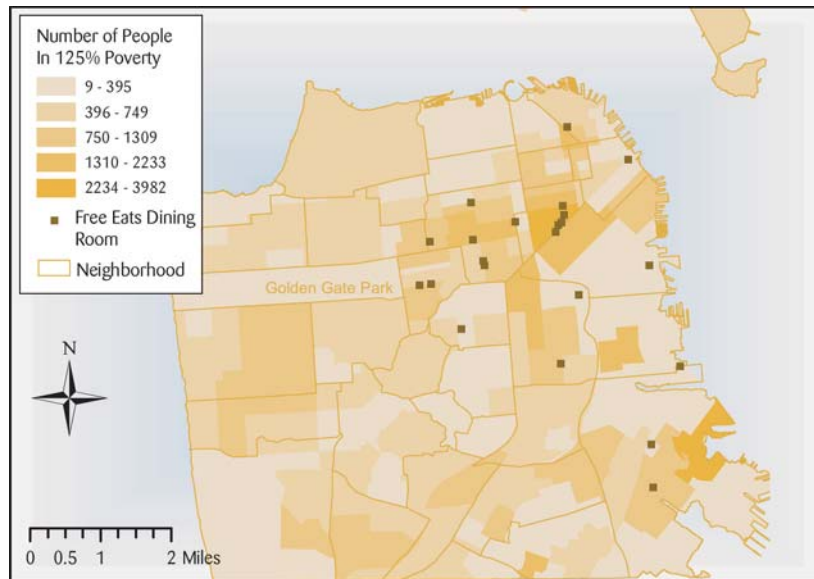 Number of People
In 125% Poverty
9 - 395
396 - 749
750 - 1309
1310 - 2233
2234 - 3982
Free Eats Dining
Room
Neighborhood
Golden Gate Park
N
0 0.5 1 2 Miles